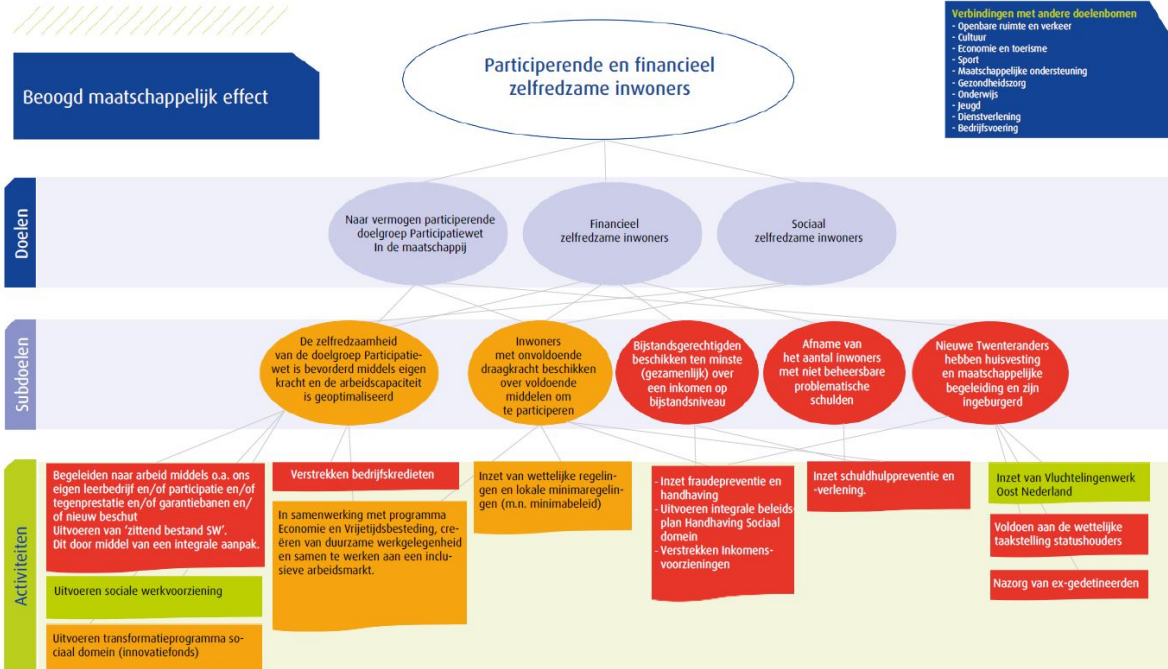 Beoogd maatschappelijk effect
Participerende en financieel
zelfredzame inwoners
Verbindingen met andere doelenbomen
- Openbare ruimte en verkeer
- Cultuur
- Economie en toerisme
- Sport
- Maatschappelijke ondersteuning
- Gezondheidszorg
- Onderwijs
- Jeugd
- Dienstverlening
- Bedrijfsvoering
Doelen
Naar vermogen participerende
doelgroep Participatiewet
In de maatschappij
Financieel
zelfredzame inwoners
Sociaal
zelfredzame inwoners
Subdoelen
De zelfredzaamheid
van de doelgroep Participatie-
wet is bevorderd middels eigen
kracht en de arbeidscapaciteit
is geoptimaliseerd
Inwoners
met onvoldoende
draagkracht beschikken
over voldoende
middelen om
te participeren
Bijstandsgerechtigden
beschikken ten minste
(gezamenlijk) over
een inkomen op
bijstandsniveau
Afname van
het aantal inwoners
met niet beheersbare
problematische
schulden
Nieuwe Twenteranders
hebben huisvesting
en maatschappelijke
begeleiding en zijn
ingeburgerd
Activiteiten
Begeleiden naar arbeid middels o.a. ons
eigen leerbedrijf en/of participatie en/of
tegenprestatie en/of garantiebanen en/
of nieuw beschut
Uitvoeren van 'zittend bestand SW'.
Dit door middel van een integrale aanpak.
Uitvoeren sociale werkvoorziening
Uitvoeren transformatieprogramma so-
ciaal domein (innovatiefonds)
Verstrekken bedrijfskredieten
In samenwerking met programma
Economie en Vrijetijdsbesteding, cre-
ëren van duurzame werkgelegenheid
en samen te werken aan een inclu-
sieve arbeidsmarkt.
Inzet van wettelijke regelin-
gen en lokale minimaregelin-
gen (m.n. minimabeleid)
- Inzet fraudepreventie en
handhaving
- Uitvoeren integrale beleids-
plan Handhaving Sociaal
domein
- Verstrekken Inkomens-
voorzieningen
Inzet schuldhulppreventie en
-verlening.
Inzet van Vluchtelingenwerk
Oost Nederland
Voldoen aan de wettelijke
taakstelling statushouders
Nazorg van ex-gedetineerden